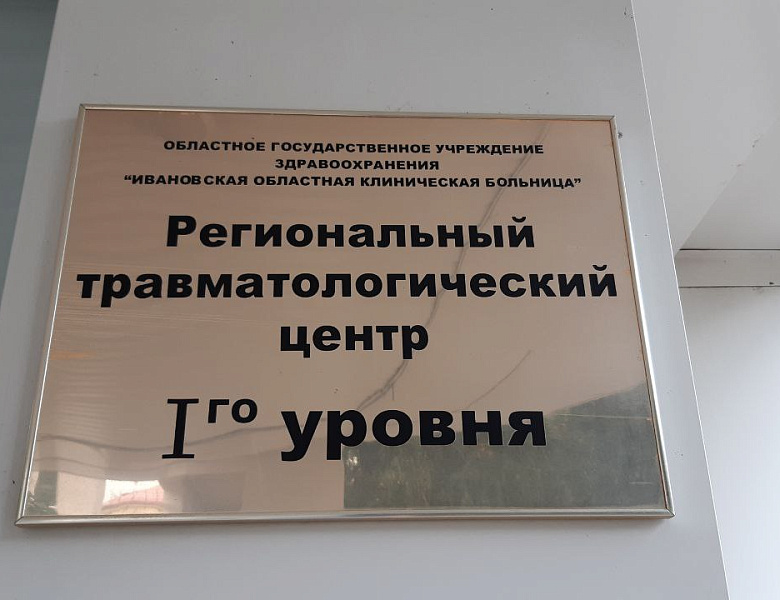 ОБЛАСТНОЕ ГОСУДАРСТВЕННОЕ УЧРЕЖДЕНИЕ
ЗДРАВООХРАНЕНИЯ
“ИВАНОВСКАЯ ОБЛАСТНАЯ КЛИНИЧЕСКАЯ БОЛЬНИЦА”
Региональный
травматологический
центр
Iго уровня